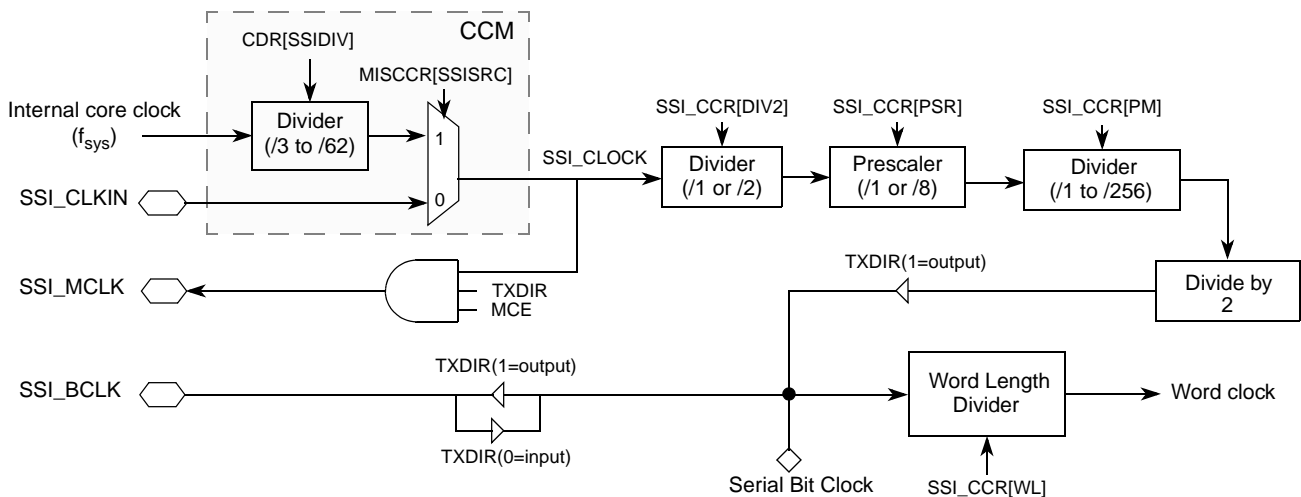 CCM
CDR[SSIDIV]
MISCCR[SSISRC]
Internal core clock
(fsys)
Divider
(/3 to /62)
1
0
SSI_CLKIN
SSI_CLOCK
SSI_CCR[DIV2]
SSI_CCR[PSR]
SSI_CCR[PM]
Divider
(/1 or /2)
Prescaler
(/1 or /8)
Divider
(/1 to /256)
SSI_MCLK
TXDIR
MCE
TXDIR(1=output)
Divide by
2
SSI_BCLK
TXDIR(1=output)
TXDIR(0=input)
Word Length
Divider
Word clock
Serial Bit Clock
SSI_CCR[WL]